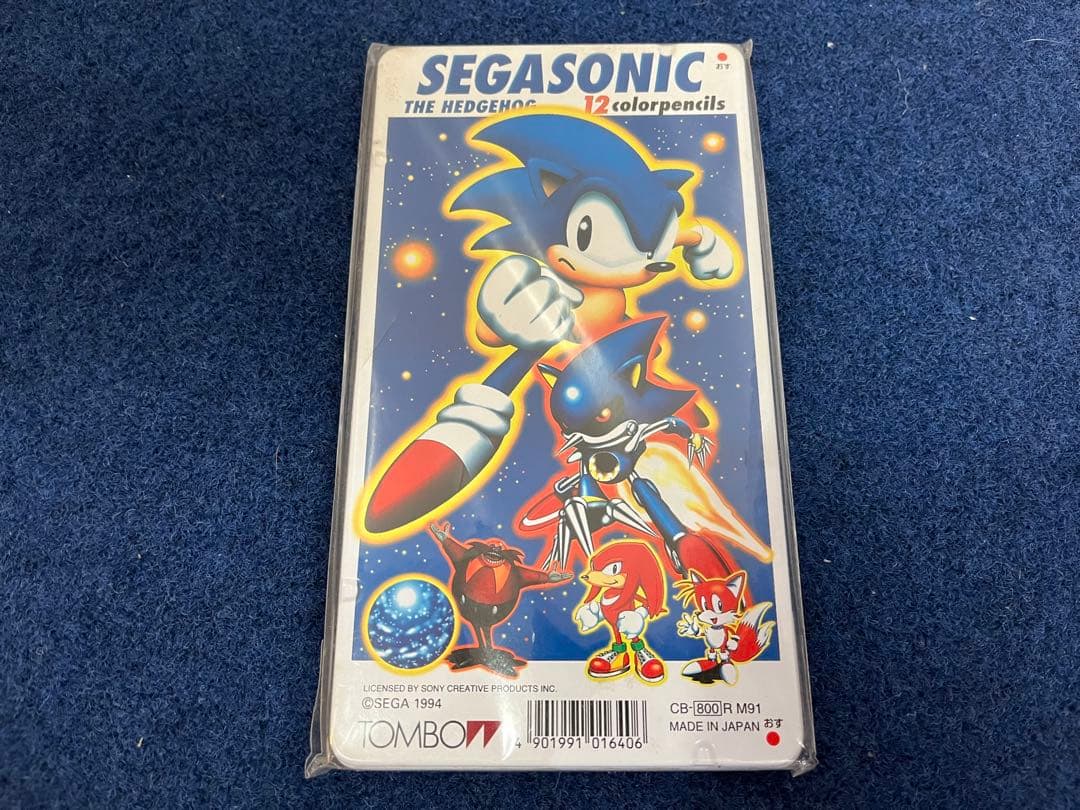 SEGASONIC
おす
THE HEDGEHOG
12 colorpencils
LICENSED BY SONY CREATIVE PRODUCTS INC.
©SEGA 1994
CB-800R M91
TOMBOW
4 901991 016406
MADE IN JAPAN
おす